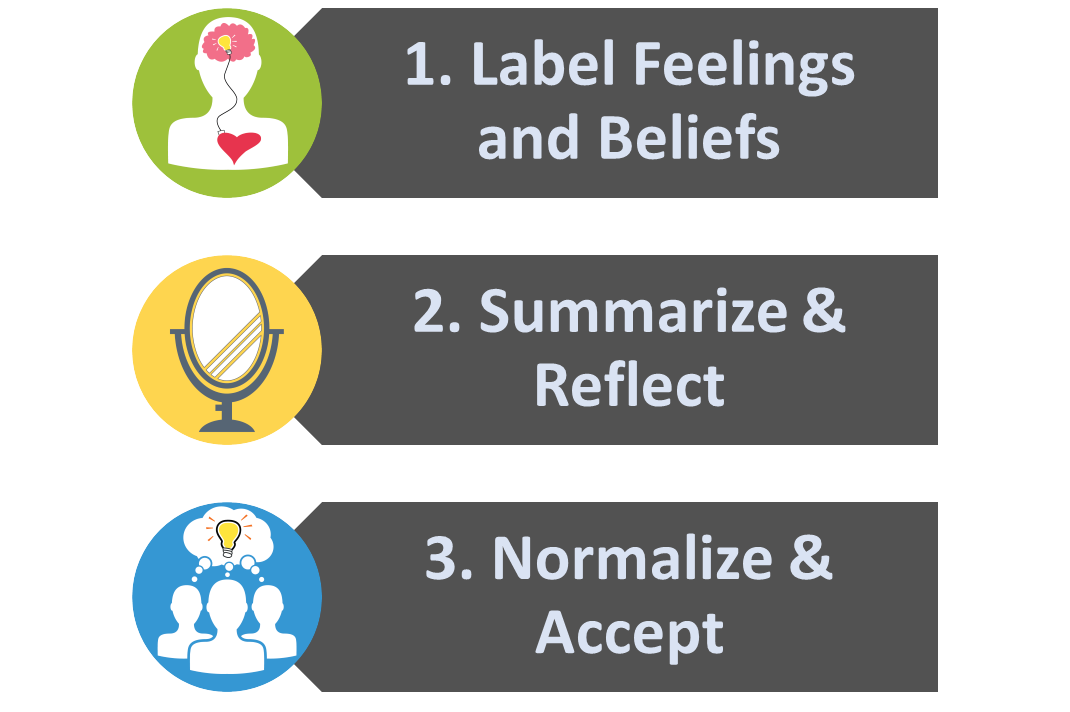 1. Label Feelings
and Beliefs
2. Summarize &
Reflect
3. Normalize &
Accept